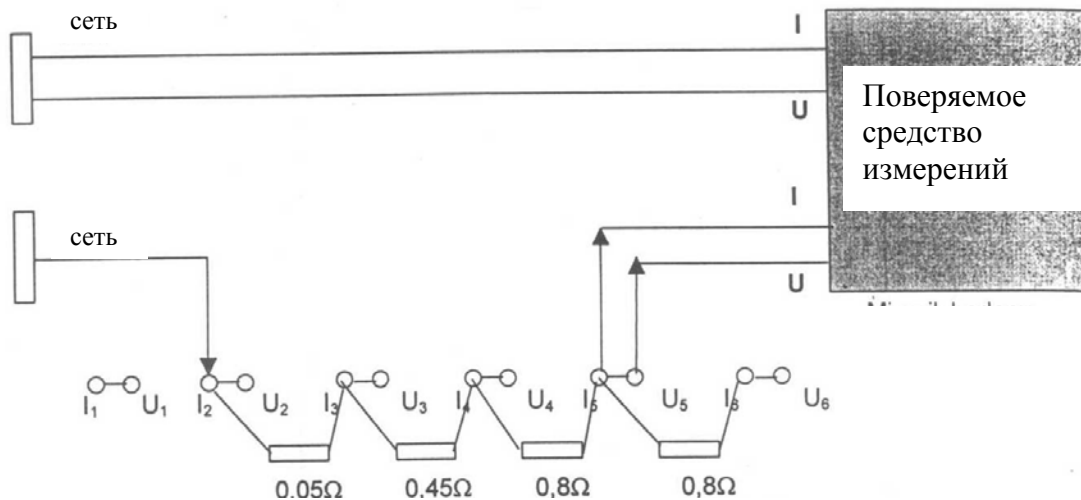 сеть
I
U
Поверяемое
средство
измерений
I
U
сеть
I₁ U₁ I₂ U₂ I₃ U₃ I₄ U₄ I₅ U₅ I₆ U₆
0,05Ω 0,45Ω 0,8Ω 0,8Ω